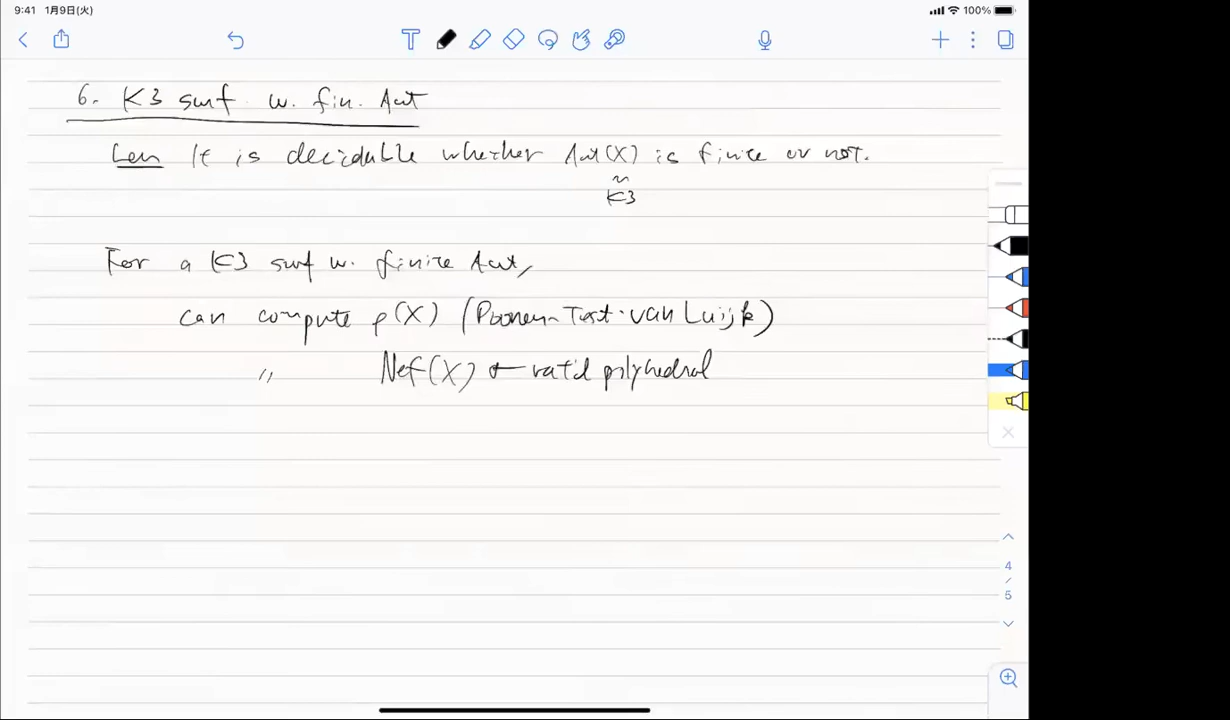 9:41 1月9日(火) 100%
6. K3 surf. w. fin. Aut
Lem It is decidable whether Aut(X) is finite or not.
K3
For a K3 surf w. finite Aut,
can compute ρ(X) (Poonen-Test-van Luijk)
〃 Nef(X) ← rat'l polyhedral
4
/
5